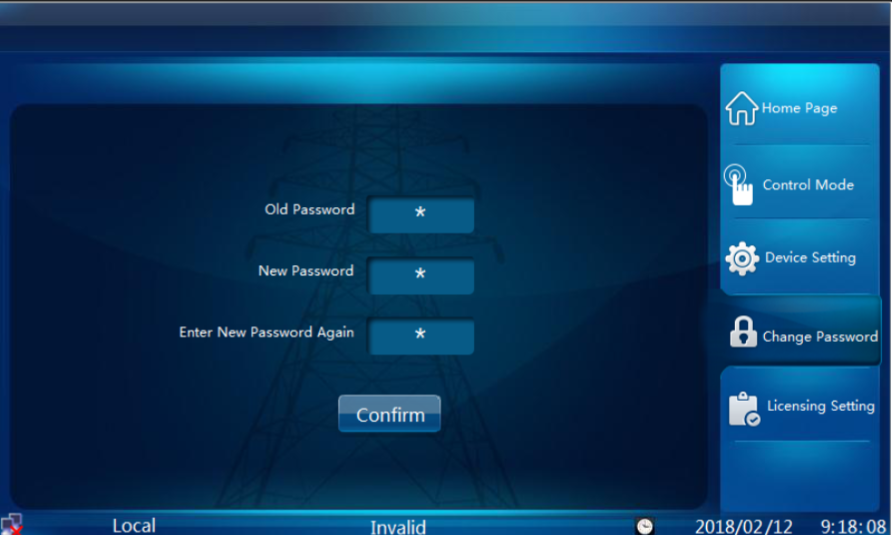 Home Page
Control Mode
Old Password *
Device Setting
New Password *
Enter New Password Again *
Change Password
Confirm
Licensing Setting
Local Invalid 2018/02/12 9:18:08